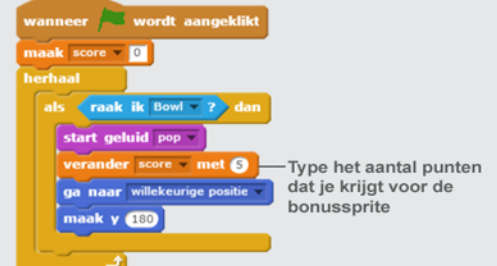 wanneer wordt aangeklikt
maak score 0
herhaal
als raak ik Bowl ? dan
start geluid pop
verander score met 5
ga naar willekeurige positie
maak y 180
Type het aantal punten
dat je krijgt voor de
bonussprite